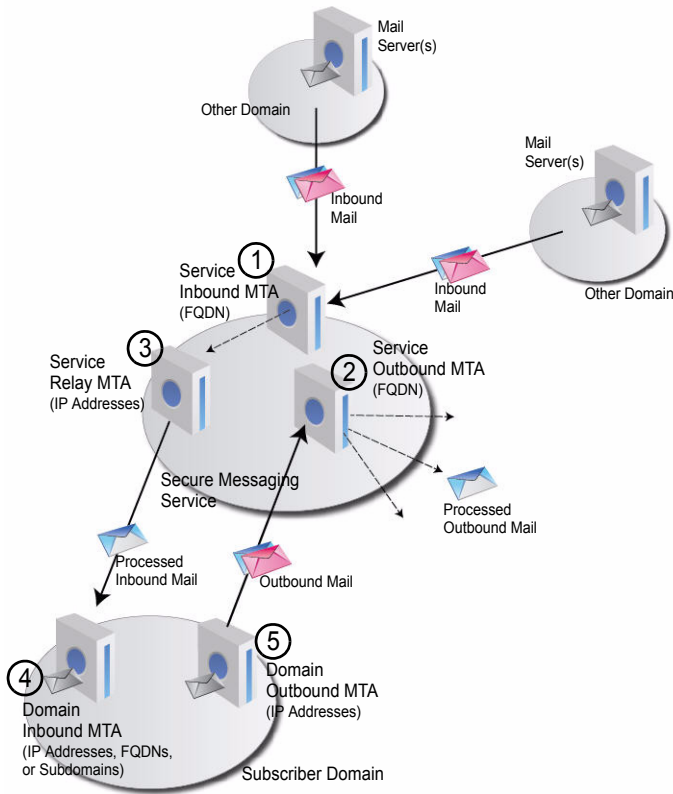 Mail
Server(s)
Other Domain
Mail
Server(s)
Inbound
Mail
1
Service
Inbound MTA
(FQDN)
Inbound
Mail
Other Domain
3
Service
Relay MTA
(IP Addresses)
2
Service
Outbound MTA
(FQDN)
Secure Messaging
Service
Processed
Outbound Mail
Processed
Inbound Mail
Outbound Mail
4
Domain
Inbound MTA
(IP Addresses, FQDNs,
or Subdomains)
5
Domain
Outbound MTA
(IP Addresses)
Subscriber Domain